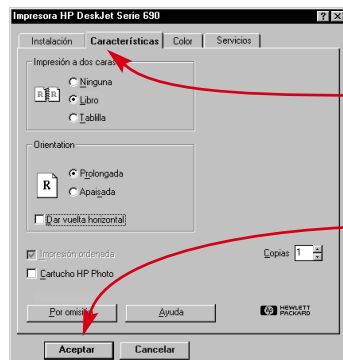 Impresora HP DeskJet Serie 690
Instalación Características Color Servicios
Impresión a dos caras
Ninguna
Libro
Tablilla
Orientation
Prolongada
Apaisada
Dar vuelta horizontal
Impresión ordenada
Copias 1
Cartucho HP Photo
Por omisión Ayuda
HEWLETT PACKARD
Aceptar Cancelar